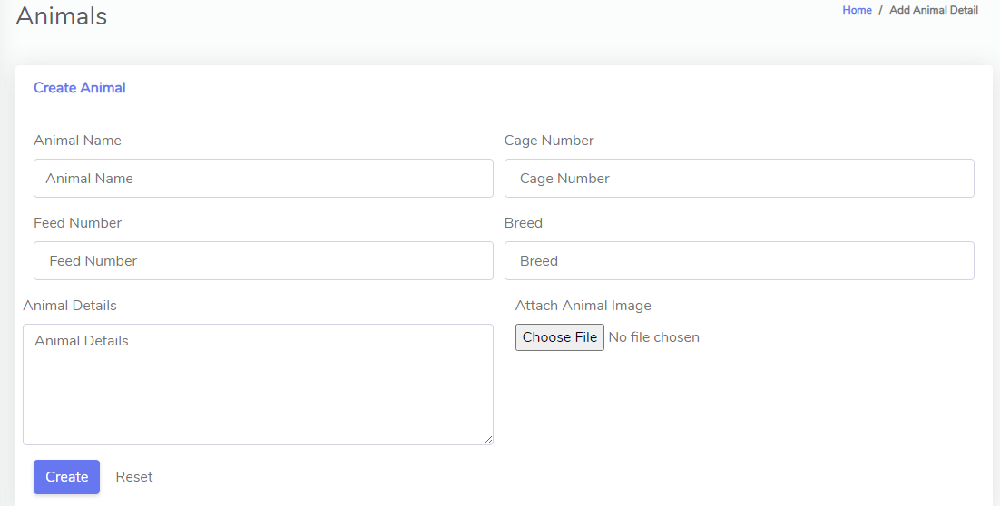 Animals
Home / Add Animal Detail
Create Animal
Animal Name
Cage Number
Animal Name
Cage Number
Feed Number
Breed
Feed Number
Breed
Animal Details
Attach Animal Image
Animal Details
Choose File No file chosen
Create Reset